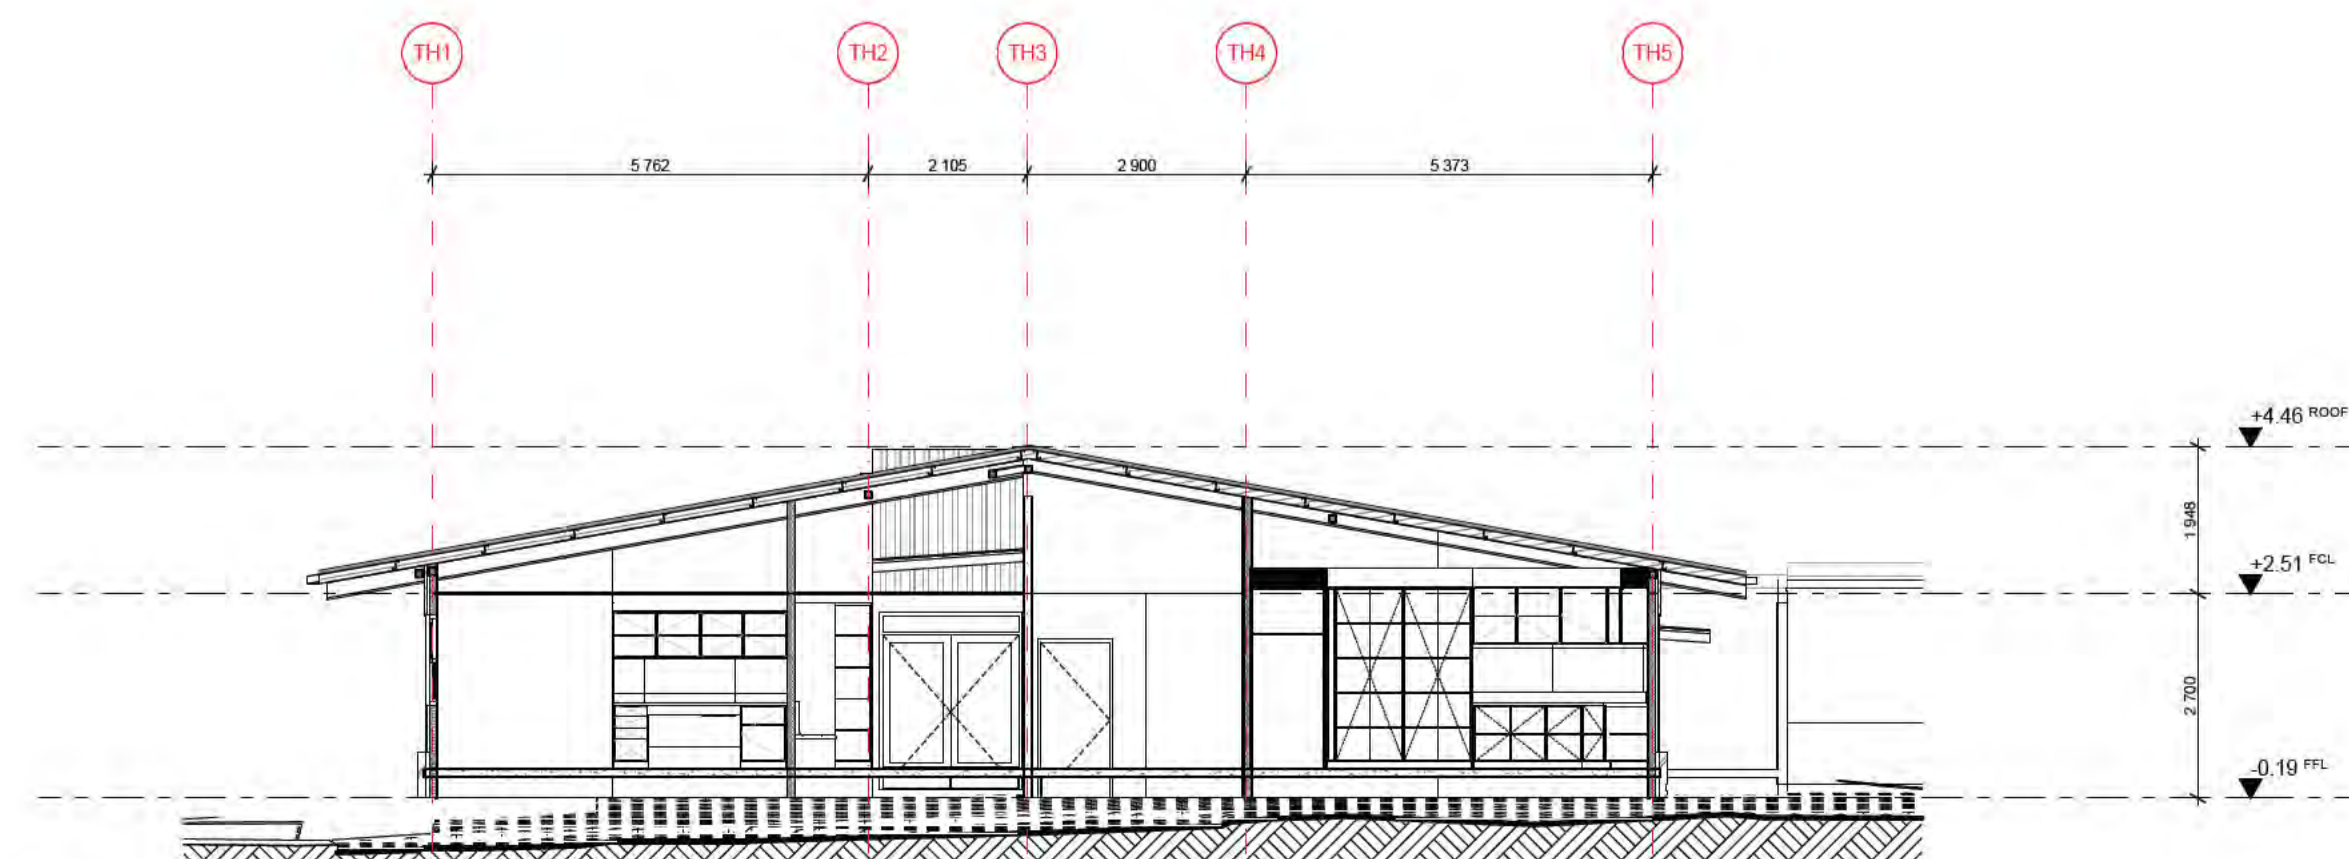 TH1
TH2
TH3
TH4
TH5
5 762
2 105
2 900
5 373
+4.46 ROOF
1 948
+2.51 FCL
2 700
-0.19 FFL